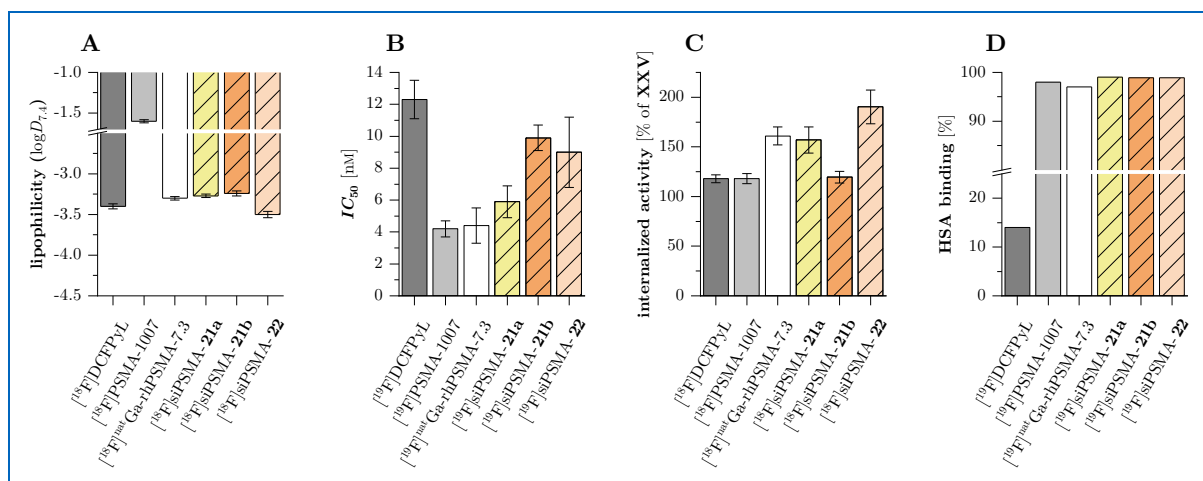 A
lipophilicity (logD7.4)
-1.0
-1.5
-3.0
-3.5
-4.0
-4.5
[18F]DCFPyL
[18F]PSMA-1007
[18F]natGa-rhPSMA-7.3
[18F]siPSMA-21a
[18F]siPSMA-21b
[18F]siPSMA-22
B
IC50 [nM]
14
12
10
8
6
4
2
0
[19F]DCFPyL
[19F]PSMA-1007
[19F]natGa-rhPSMA-7.3
[19F]siPSMA-21a
[19F]siPSMA-21b
[19F]siPSMA-22
C
internalized activity [% of XXV]
200
150
100
50
0
[18F]DCFPyL
[18F]PSMA-1007
[18F]natGa-rhPSMA-7.3
[18F]siPSMA-21a
[18F]siPSMA-21b
[18F]siPSMA-22
D
HSA binding [%]
100
90
20
10
0
[19F]DCFPyL
[19F]PSMA-1007
[19F]natGa-rhPSMA-7.3
[19F]siPSMA-21a
[19F]siPSMA-21b
[19F]siPSMA-22